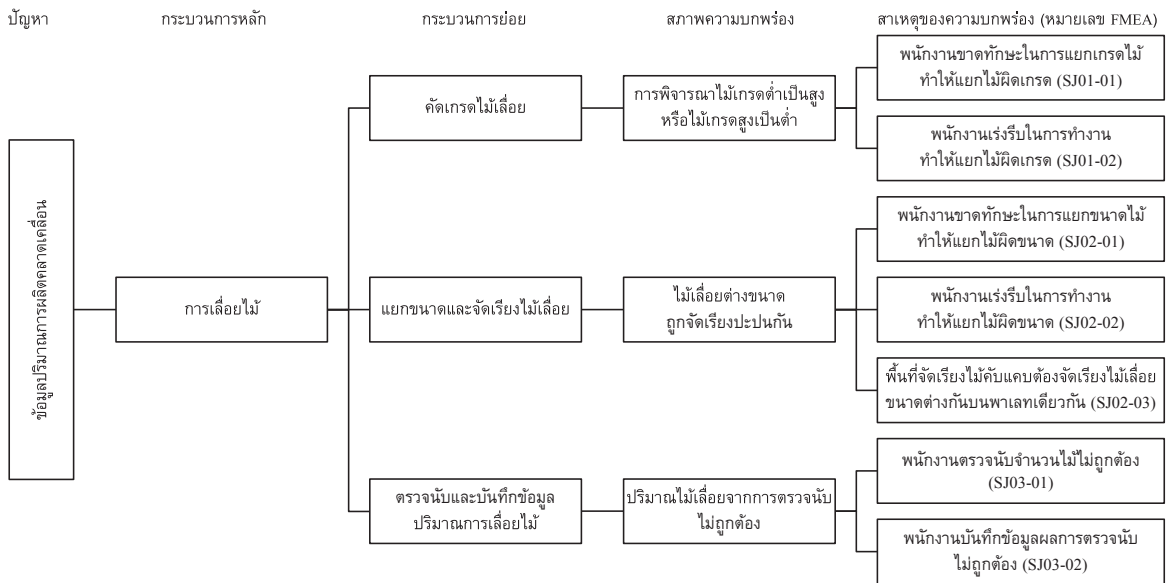 ปัญหา
กระบวนการหลัก
กระบวนการย่อย
สภาพความบกพร่อง
สาเหตุของความบกพร่อง (หมายเลข FMEA)
ข้อมูลปริมาณการผลิตคลาดเคลื่อน
การเลื่อยไม้
คัดเกรดไม้เลื่อย
การพิจารณาไม้เกรดต่ำเป็นสูง
หรือไม้เกรดสูงเป็นต่ำ
พนักงานขาดทักษะในการแยกเกรดไม้
ทำให้แยกไม้ผิดเกรด (SJ01-01)
พนักงานเร่งรีบในการทำงาน
ทำให้แยกไม้ผิดเกรด (SJ01-02)
แยกขนาดและจัดเรียงไม้เลื่อย
ไม้เลื่อยต่างขนาด
ถูกจัดเรียงปะปนกัน
พนักงานขาดทักษะในการแยกขนาดไม้
ทำให้แยกไม้ผิดขนาด (SJ02-01)
พนักงานเร่งรีบในการทำงาน
ทำให้แยกไม้ผิดขนาด (SJ02-02)
พื้นที่จัดเรียงไม้คับแคบต้องจัดเรียงไม้เลื่อย
ขนาดต่างกันบนพาเลทเดียวกัน (SJ02-03)
ตรวจนับและบันทึกข้อมูล
ปริมาณการเลื่อยไม้
ปริมาณไม้เลื่อยจากการตรวจนับ
ไม่ถูกต้อง
พนักงานตรวจนับจำนวนไม้ไม่ถูกต้อง
(SJ03-01)
พนักงานบันทึกข้อมูลผลการตรวจนับ
ไม่ถูกต้อง (SJ03-02)